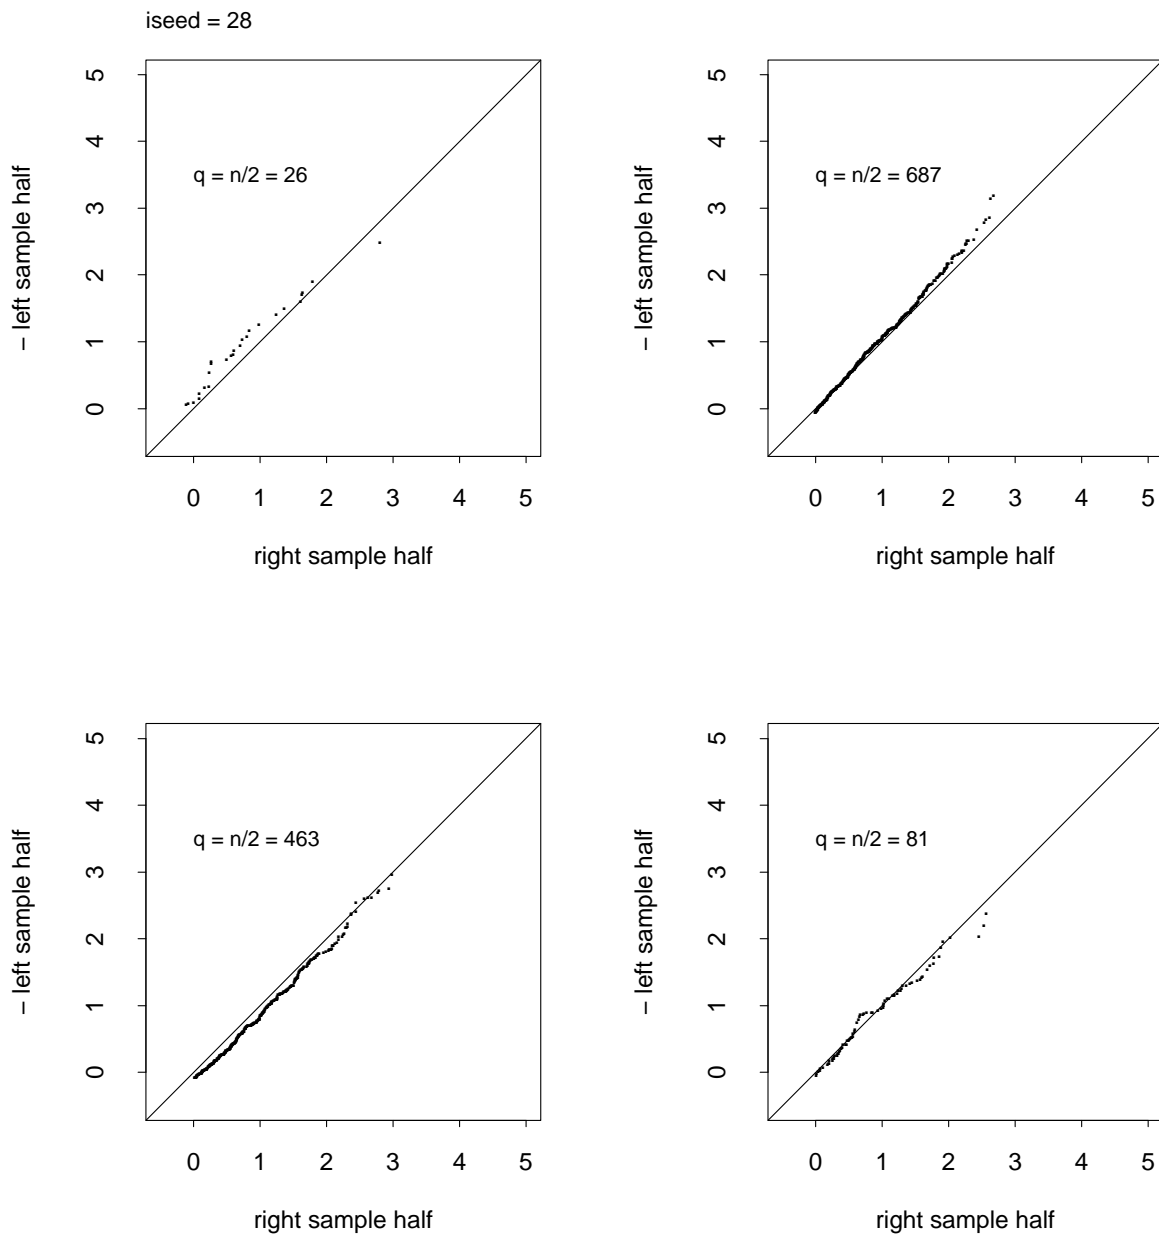 iseed = 28
5
4
3
2
1
0
– left sample half
q = n/2 = 26
0 1 2 3 4 5
right sample half
5
4
3
2
1
0
– left sample half
q = n/2 = 687
0 1 2 3 4 5
right sample half
5
4
3
2
1
0
– left sample half
q = n/2 = 463
0 1 2 3 4 5
right sample half
5
4
3
2
1
0
– left sample half
q = n/2 = 81
0 1 2 3 4 5
right sample half